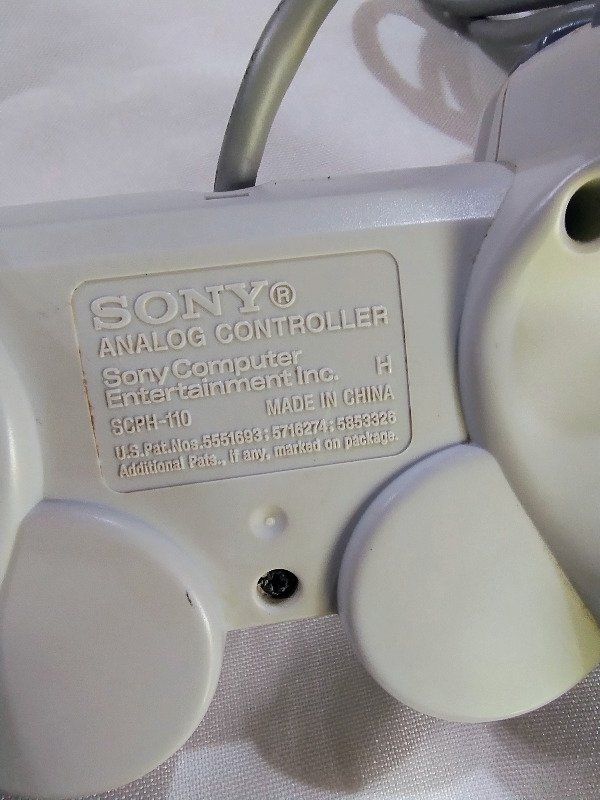 SONY®
ANALOG CONTROLLER
Sony Computer
Entertainment Inc. H
SCPH-110 MADE IN CHINA
U.S.Pat.Nos.5551693;5716274;5853326
Additional Pats., if any, marked on package.